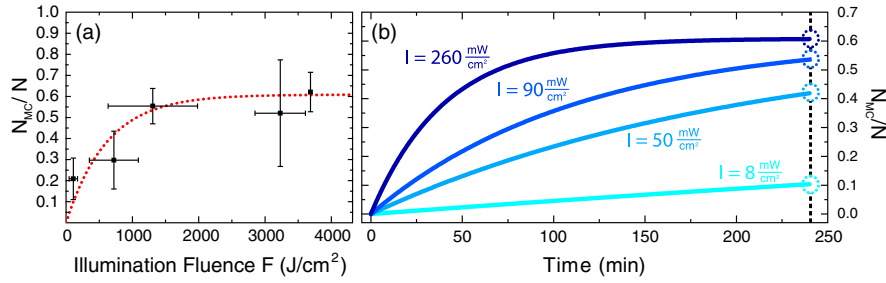 (a)
N_MC / N
1.0
0.9
0.8
0.7
0.6
0.5
0.4
0.3
0.2
0.1
0 1000 2000 3000 4000
Illumination Fluence F (J/cm²)
(b)
I = 260 mW/cm²
I = 90 mW/cm²
I = 50 mW/cm²
I = 8 mW/cm²
0 50 100 150 200 250
Time (min)
0.7
0.6
0.5
0.4
0.3
0.2
0.1
0.0
N_MC/N